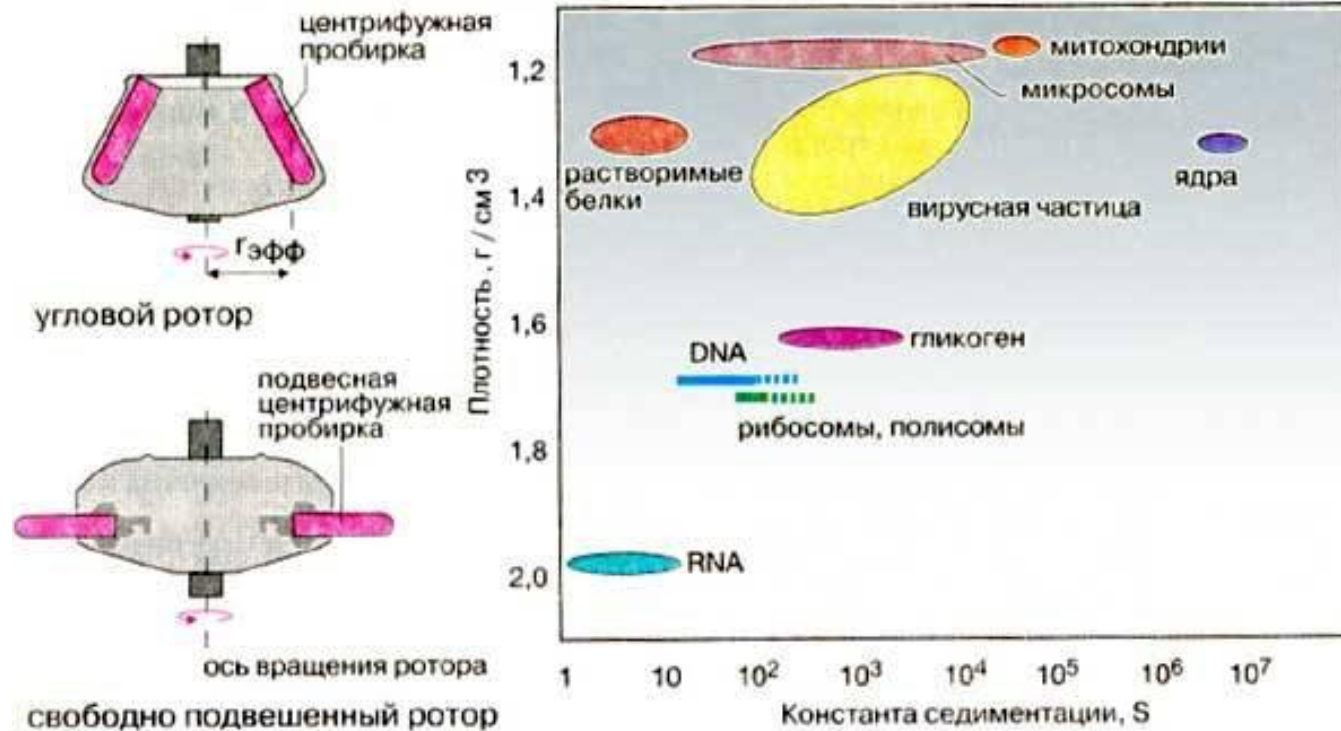 центрифужная
пробирка
rэфф
угловой ротор
подвесная
центрифужная
пробирка
ось вращения ротора
свободно подвешенный ротор
Плотность, г / см 3
1,2
1,4
1,6
1,8
2,0
митохондрии
микросомы
растворимые
белки
ядра
вирусная частица
гликоген
DNA
рибосомы, полисомы
RNA
1 10 10² 10³ 10⁴ 10⁵ 10⁶ 10⁷
Константа седиментации, S